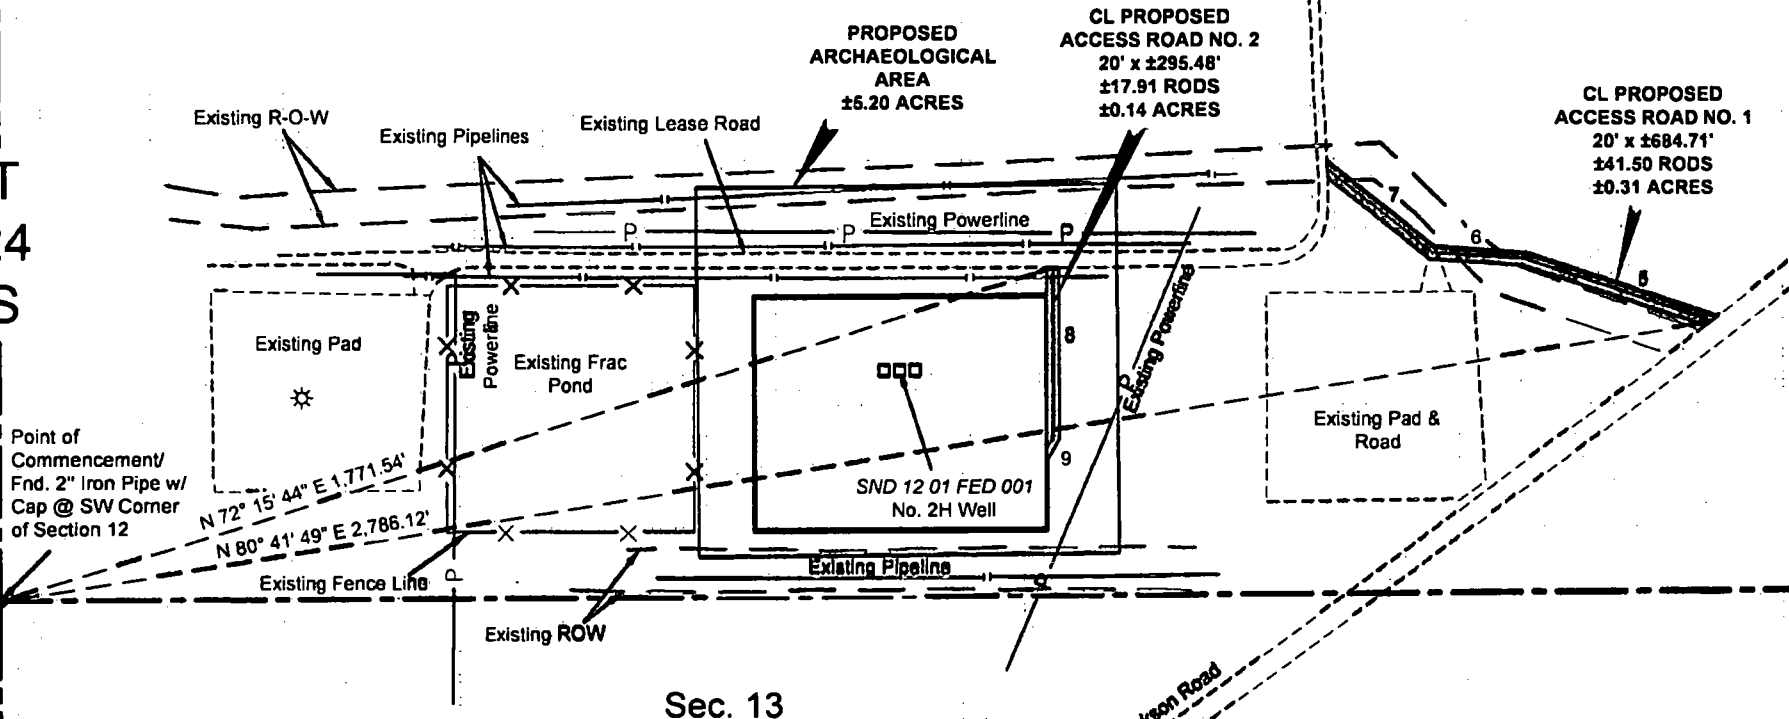 PROPOSED
ARCHAEOLOGICAL
AREA
±5.20 ACRES
CL PROPOSED
ACCESS ROAD NO. 2
20' x ±295.48'
±17.91 RODS
±0.14 ACRES
CL PROPOSED
ACCESS ROAD NO. 1
20' x ±684.71'
±41.50 RODS
±0.31 ACRES
Existing R-O-W
Existing Pipelines
Existing Lease Road
T
24
S
Existing Powerline
P
P
P
7
6
5
Existing Pad
Existing
Powerline
P
Existing Frac
Pond
8
9
P
Existing Powerline
Existing Powerline
Existing Pad &
Road
Point of
Commencement/
Fnd. 2" Iron Pipe w/
Cap @ SW Corner
of Section 12
N 72° 15' 44" E 1,771.54'
N 80° 41' 49" E 2,786.12'
SND 12 01 FED 001
No. 2H Well
Existing Fence Line
P
Existing Pipeline
P
Existing ROW
Sec. 13
kson Road